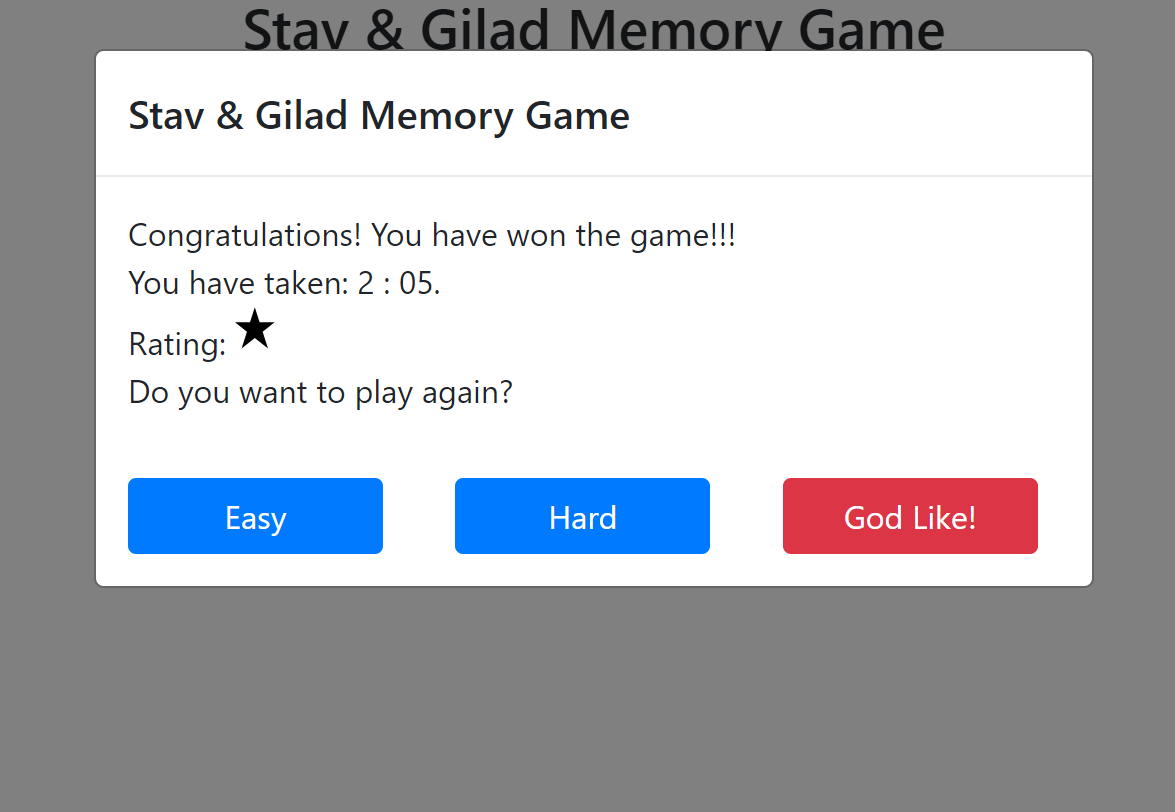 Stav & Gilad Memory Game
Stav & Gilad Memory Game
Congratulations! You have won the game!!!
You have taken: 2 : 05.
Rating: ★
Do you want to play again?
Easy
Hard
God Like!